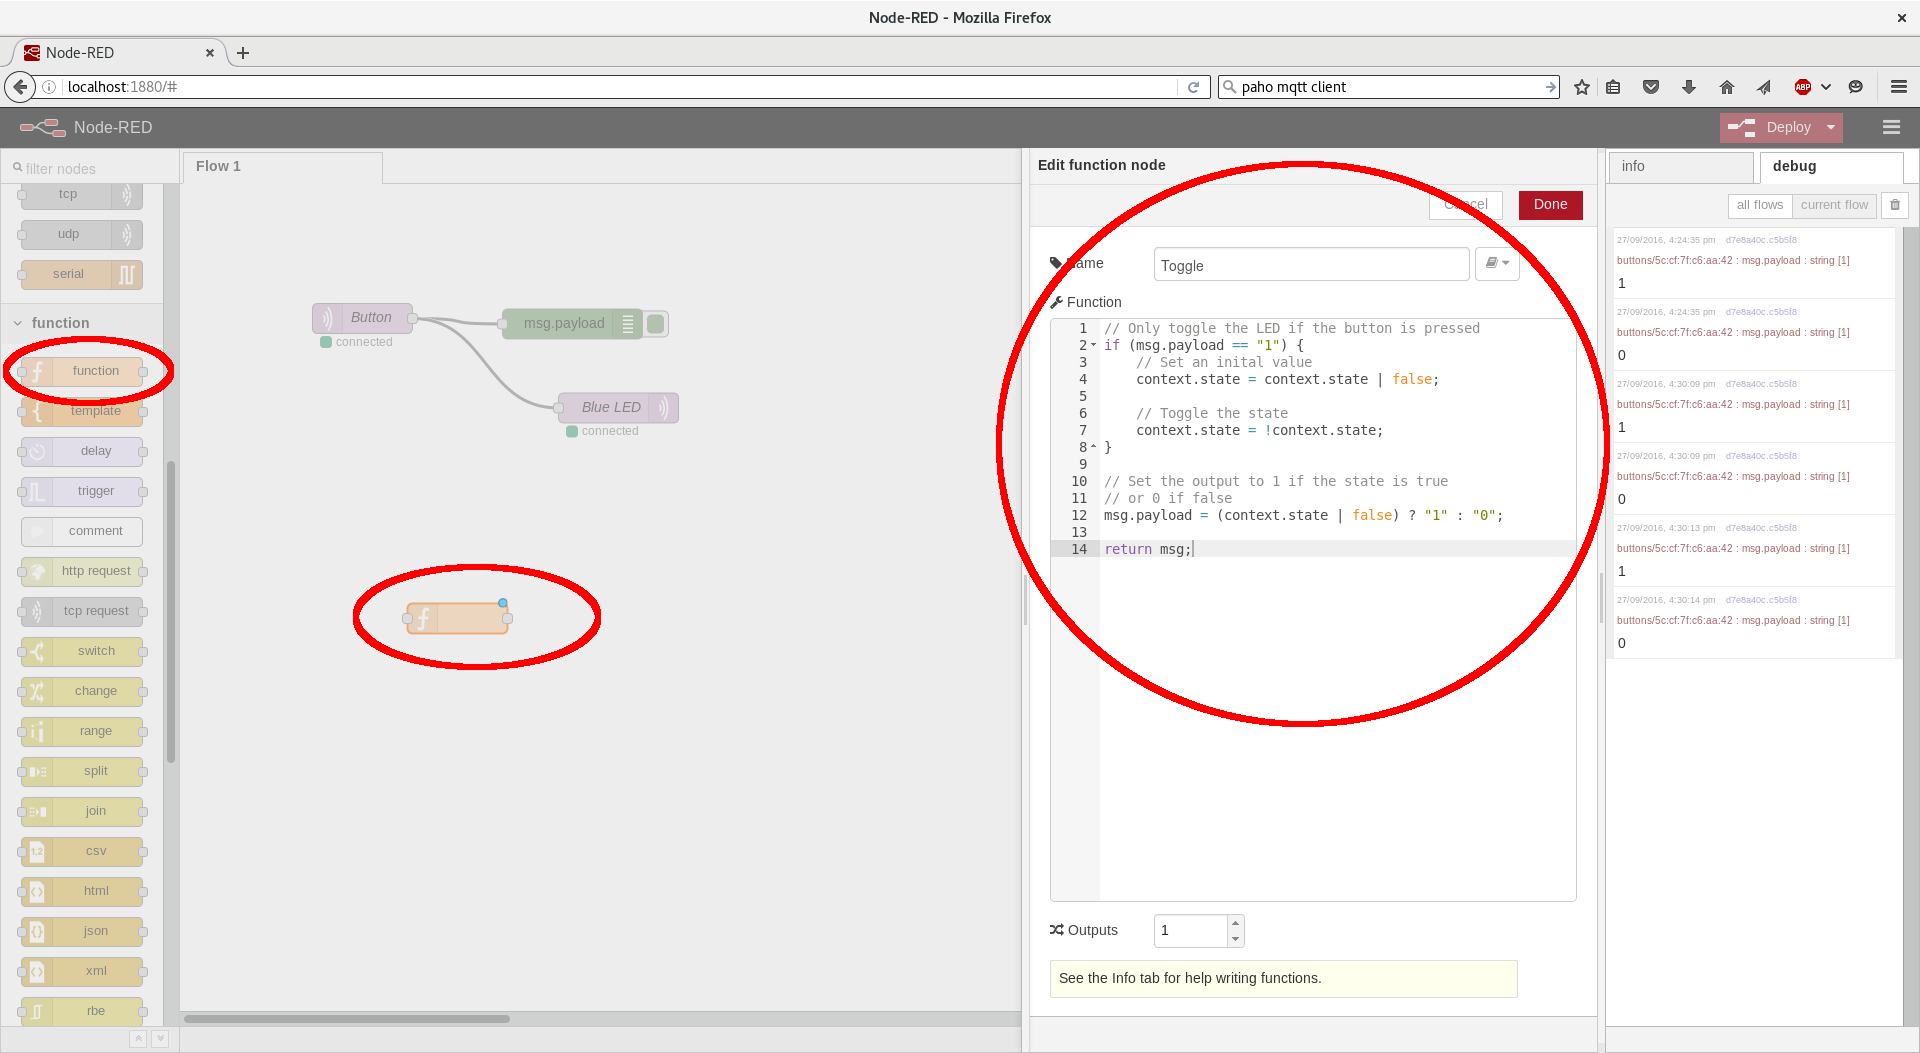 Node-RED - Mozilla Firefox
Node-RED
localhost:1880/#
paho mqtt client
ABP
Node-RED
Deploy
filter nodes
tcp
udp
serial
function
function
template
delay
trigger
comment
http request
tcp request
switch
change
range
split
join
csv
1,2
html
json
xml
rbe
Flow 1
Button
connected
msg.payload
Blue LED
connected
Edit function node
Cancel
Done
Name
Toggle
Function
1 // Only toggle the LED if the button is pressed
2 if (msg.payload == "1") {
3 // Set an inital value
4 context.state = context.state | false;
5
6 // Toggle the state
7 context.state = !context.state;
8 }
9
10 // Set the output to 1 if the state is true
11 // or 0 if false
12 msg.payload = (context.state | false) ? "1" : "0";
13
14 return msg;
Outputs
1
See the Info tab for help writing functions.
info
debug
all flows
current flow
27/09/2016, 4:24:35 pm d7e8a40c.c5b5f8
buttons/5c:cf:7f:c6:aa:42 : msg.payload : string [1]
1
27/09/2016, 4:24:35 pm d7e8a40c.c5b5f8
buttons/5c:cf:7f:c6:aa:42 : msg.payload : string [1]
0
27/09/2016, 4:30:09 pm d7e8a40c.c5b5f8
buttons/5c:cf:7f:c6:aa:42 : msg.payload : string [1]
1
27/09/2016, 4:30:09 pm d7e8a40c.c5b5f8
buttons/5c:cf:7f:c6:aa:42 : msg.payload : string [1]
0
27/09/2016, 4:30:13 pm d7e8a40c.c5b5f8
buttons/5c:cf:7f:c6:aa:42 : msg.payload : string [1]
1
27/09/2016, 4:30:14 pm d7e8a40c.c5b5f8
buttons/5c:cf:7f:c6:aa:42 : msg.payload : string [1]
0